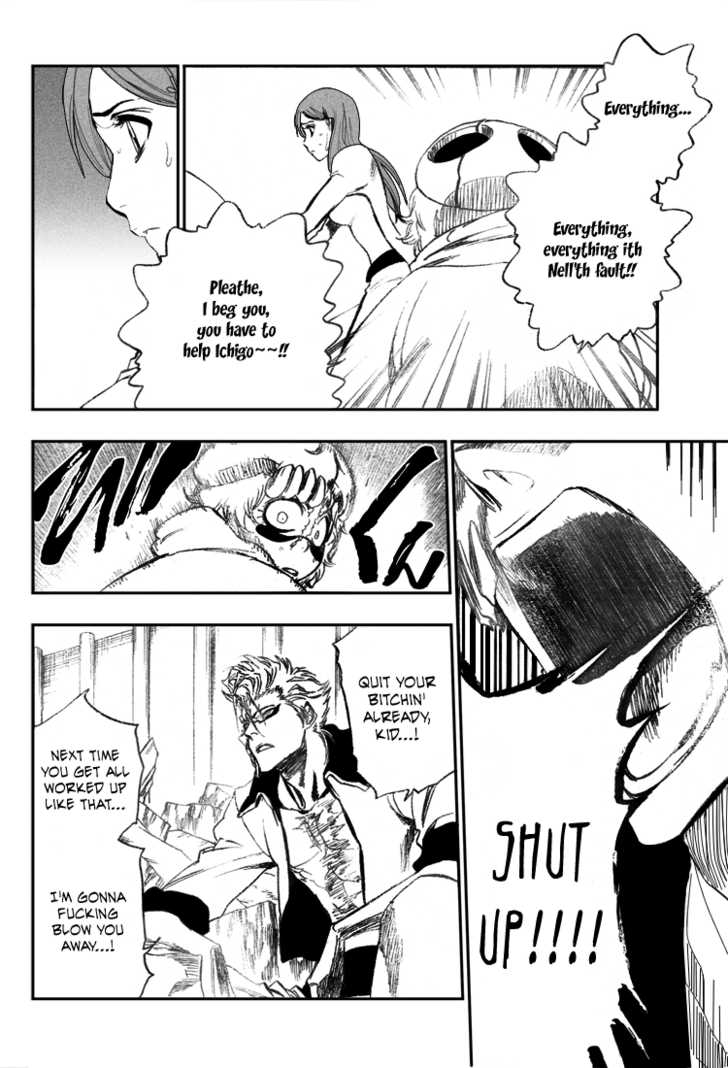 Everything...
Everything,
everything ith
Nell'th fault!!
Pleathe,
I beg you,
you have to
help Ichigo~~!!
SHUT
UP!!!!
QUIT YOUR
BITCHIN'
ALREADY,
KID...!
NEXT TIME
YOU GET ALL
WORKED UP
LIKE THAT...
I'M GONNA
FUCKING
BLOW YOU
AWAY...!